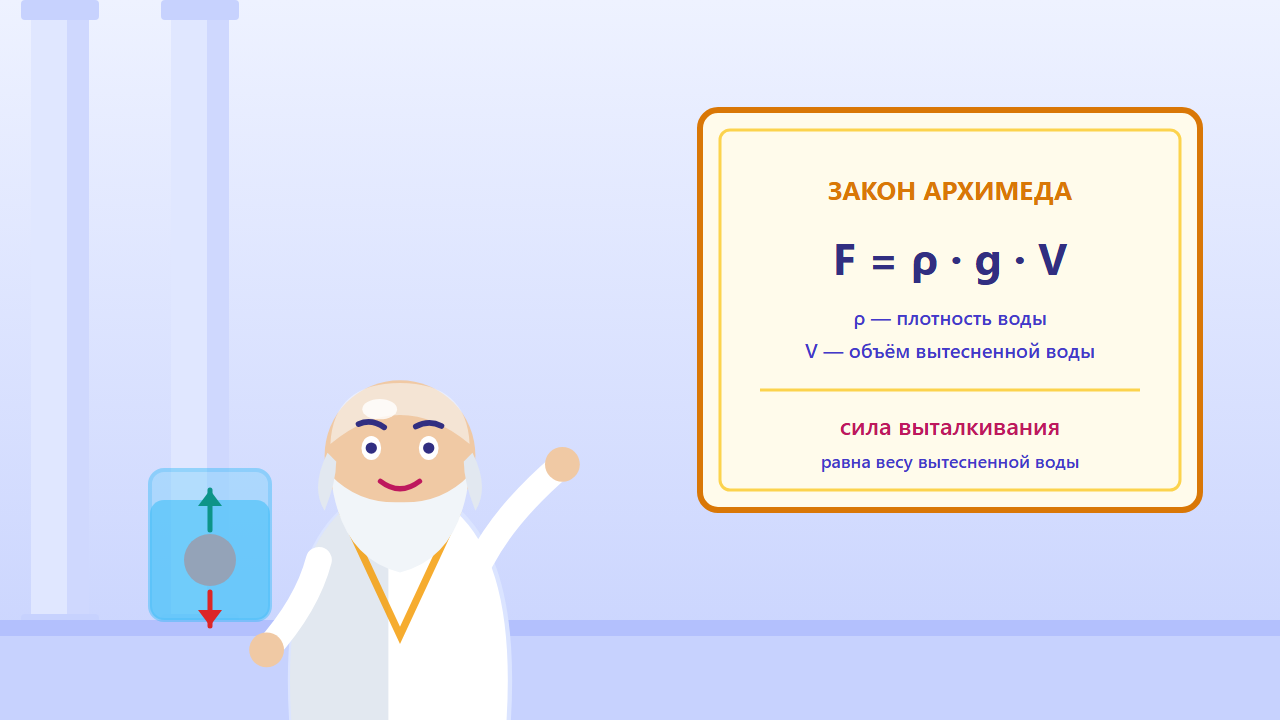 ЗАКОН АРХИМЕДА
F = ρ · g · V
ρ — плотность воды
V — объём вытесненной воды
сила выталкивания
равна весу вытесненной воды